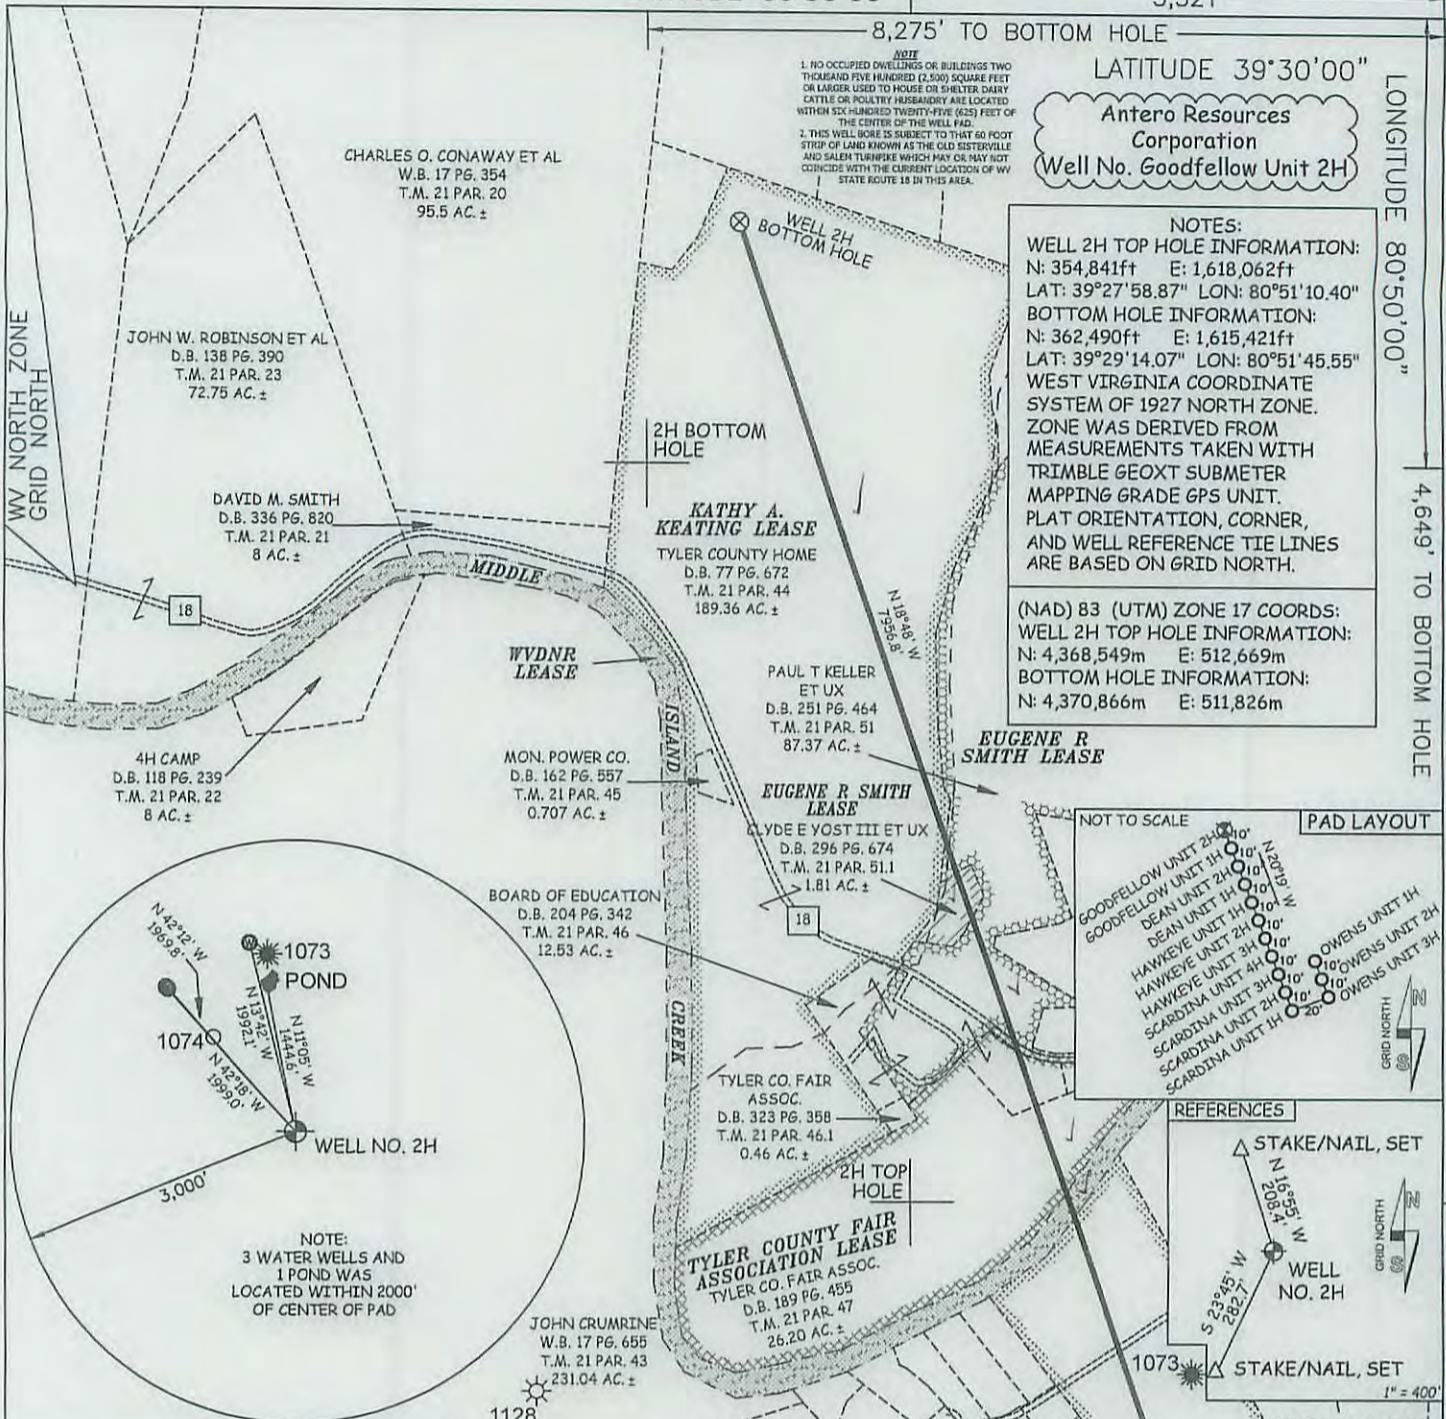 8,275' TO BOTTOM HOLE
NOTE
1. NO OCCUPIED DWELLINGS OR BUILDINGS TWO
THOUSAND FIVE HUNDRED (2,500) SQUARE FEET
OR LARGER USED TO HOUSE OR SHELTER DAIRY
CATTLE OR POULTRY HUSBANDRY ARE LOCATED
WITHIN SIX HUNDRED TWENTY-FIVE (625) FEET OF
THE CENTER OF THE WELL PAD.
2. THIS WELL BORE IS SUBJECT TO THAT 60 FOOT
STRIP OF LAND KNOWN AS THE OLD SISTERVILLE
AND SALEM TURNPIKE WHICH MAY OR MAY NOT
COINCIDE WITH THE CURRENT LOCATION OF WV
STATE ROUTE 18 IN THIS AREA.
LATITUDE 39°30'00"
LONGITUDE 80°50'00"
4,649' TO BOTTOM HOLE
Antero Resources
Corporation
Well No. Goodfellow Unit 2H
NOTES:
WELL 2H TOP HOLE INFORMATION:
N: 354,841ft E: 1,618,062ft
LAT: 39°27'58.87" LON: 80°51'10.40"
BOTTOM HOLE INFORMATION:
N: 362,490ft E: 1,615,421ft
LAT: 39°29'14.07" LON: 80°51'45.55"
WEST VIRGINIA COORDINATE
SYSTEM OF 1927 NORTH ZONE.
ZONE WAS DERIVED FROM
MEASUREMENTS TAKEN WITH
TRIMBLE GEOXT SUBMETER
MAPPING GRADE GPS UNIT.
PLAT ORIENTATION, CORNER,
AND WELL REFERENCE TIE LINES
ARE BASED ON GRID NORTH.
(NAD) 83 (UTM) ZONE 17 COORDS:
WELL 2H TOP HOLE INFORMATION:
N: 4,368,549m E: 512,669m
BOTTOM HOLE INFORMATION:
N: 4,370,866m E: 511,826m
WELL 2H
BOTTOM HOLE
CHARLES O. CONAWAY ET AL
W.B. 17 PG. 354
T.M. 21 PAR. 20
95.5 AC. ±
JOHN W. ROBINSON ET AL
D.B. 138 PG. 390
T.M. 21 PAR. 23
72.75 AC. ±
WV NORTH ZONE
GRID NORTH
2H BOTTOM
HOLE
DAVID M. SMITH
D.B. 336 PG. 820
T.M. 21 PAR. 21
8 AC. ±
KATHY A.
KEATING LEASE
TYLER COUNTY HOME
D.B. 77 PG. 672
T.M. 21 PAR. 44
189.36 AC. ±
N 18°48' W
7956.8'
MIDDLE
ISLAND
CREEK
18
WVDNR
LEASE
PAUL T KELLER
ET UX
D.B. 251 PG. 464
T.M. 21 PAR. 51
87.37 AC. ±
EUGENE R
SMITH LEASE
4H CAMP
D.B. 118 PG. 239
T.M. 21 PAR. 22
8 AC. ±
MON. POWER CO.
D.B. 162 PG. 557
T.M. 21 PAR. 45
0.707 AC. ±
EUGENE R SMITH
LEASE
CLYDE E YOST III ET UX
D.B. 296 PG. 674
T.M. 21 PAR. 51.1
1.81 AC. ±
18
BOARD OF EDUCATION
D.B. 204 PG. 342
T.M. 21 PAR. 46
12.53 AC. ±
NOT TO SCALE
PAD LAYOUT
GOODFELLOW UNIT 2H
GOODFELLOW UNIT 1H
DEAN UNIT 2H
DEAN UNIT 1H
HAWKEYE UNIT 1H
HAWKEYE UNIT 2H
HAWKEYE UNIT 3H
SCARDINA UNIT 4H
SCARDINA UNIT 3H
SCARDINA UNIT 2H
SCARDINA UNIT 1H
10'
10'
10'
10'
10'
10'
10'
10'
10'
10'
N 20°19' W
OWENS UNIT 1H
OWENS UNIT 2H
OWENS UNIT 3H
10'
10'
20'
GRID NORTH
N
S
N 42°12' W
1969.8'
1073
POND
1074
N 13°42' W
1992.1'
N 11°05' W
1444.6'
N 42°18' W
1999.0'
WELL NO. 2H
3,000'
NOTE:
3 WATER WELLS AND
1 POND WAS
LOCATED WITHIN 2000'
OF CENTER OF PAD
TYLER CO. FAIR
ASSOC.
D.B. 323 PG. 358
T.M. 21 PAR. 46.1
0.46 AC. ±
2H TOP
HOLE
TYLER COUNTY FAIR
ASSOCIATION LEASE
TYLER CO. FAIR ASSOC.
D.B. 189 PG. 455
T.M. 21 PAR. 47
26.20 AC. ±
JOHN CRUMRINE
W.B. 17 PG. 655
T.M. 21 PAR. 43
231.04 AC. ±
1128
REFERENCES
STAKE/NAIL, SET
N 16°55' W
208.4'
GRID NORTH
N
S
WELL
NO. 2H
S 23°45' W
282.7'
1073
STAKE/NAIL, SET
1" = 400'